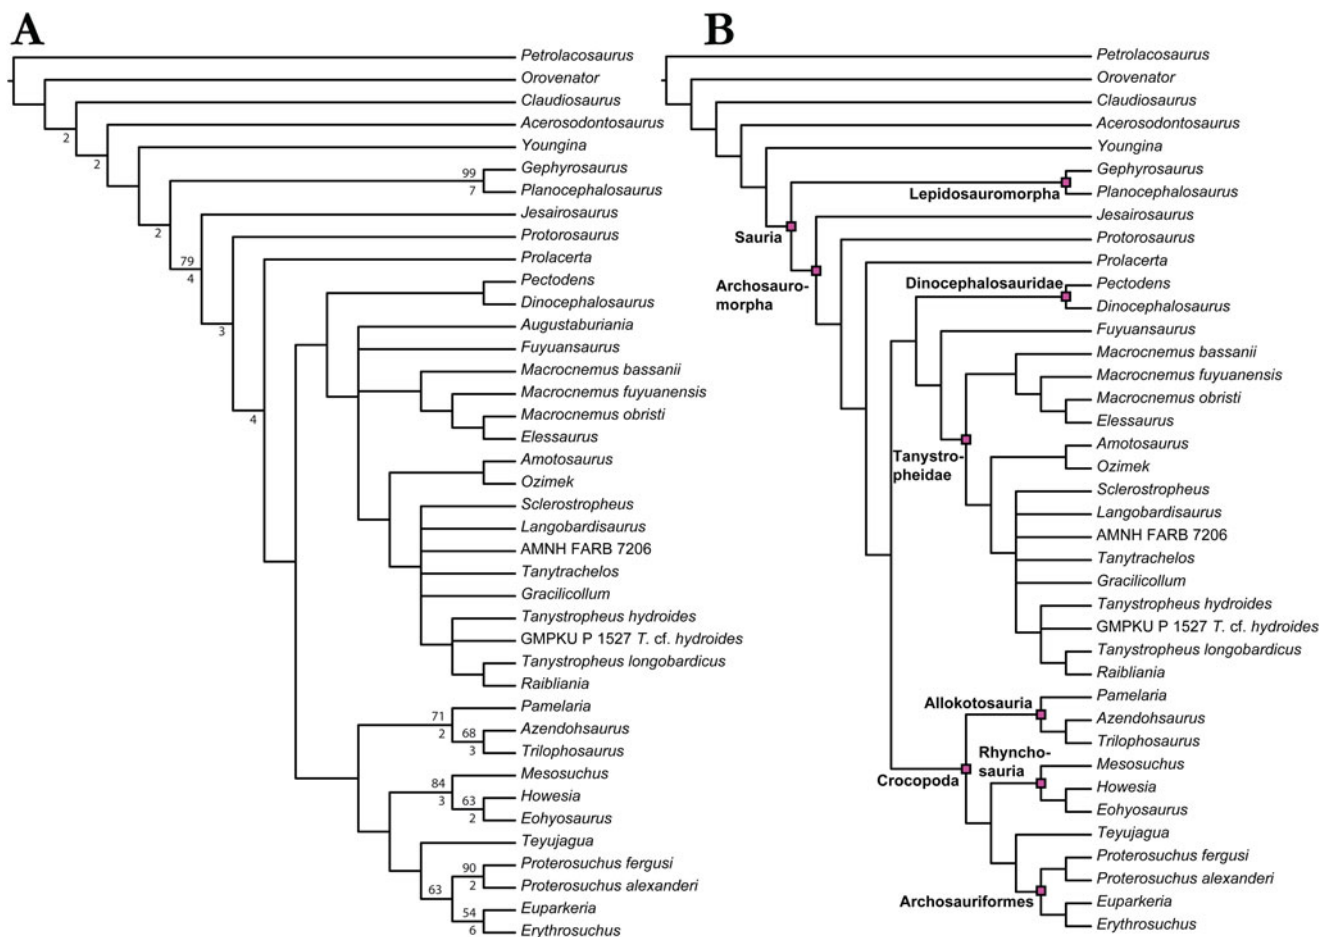 A
Petrolacosaurus
Orovenator
Claudiosaurus
2
Acerosodontosaurus
2
Youngina
Gephyrosaurus
99
7
Planocephalosaurus
Jesairosaurus
2
Protorosaurus
Prolacerta
79
4
Pectodens
Dinocephalosaurus
Augustaburiania
3
Fuyuansaurus
Macrocnemus bassanii
Macrocnemus fuyuanensis
Macrocnemus obristi
4
Elessaurus
Amotosaurus
Ozimek
Sclerostropheus
Langobardisaurus
AMNH FARB 7206
Tanytrachelos
Gracilicollum
Tanystropheus hydroides
GMPKU P 1527 T. cf. hydroides
Tanystropheus longobardicus
Raibliania
Pamelaria
71
2
Azendohsaurus
68
3
Trilophosaurus
Mesosuchus
84
3
Howesia
63
2
Eohyosaurus
Teyujagua
Proterosuchus fergusi
90
2
Proterosuchus alexanderi
63
Euparkeria
54
6
Erythrosuchus
B
Petrolacosaurus
Orovenator
Claudiosaurus
Acerosodontosaurus
Youngina
Gephyrosaurus
Lepidosauromorpha
Planocephalosaurus
Jesairosaurus
Sauria
Protorosaurus
Prolacerta
Archosauro-
morpha
Dinocephalosauridae
Pectodens
Dinocephalosaurus
Fuyuansaurus
Macrocnemus bassanii
Macrocnemus fuyuanensis
Macrocnemus obristi
Elessaurus
Amotosaurus
Tanystro-
pheidae
Ozimek
Sclerostropheus
Langobardisaurus
AMNH FARB 7206
Tanytrachelos
Gracilicollum
Tanystropheus hydroides
GMPKU P 1527 T. cf. hydroides
Tanystropheus longobardicus
Raibliania
Pamelaria
Allokotosauria
Azendohsaurus
Trilophosaurus
Rhyncho-
sauria
Mesosuchus
Crocopoda
Howesia
Eohyosaurus
Teyujagua
Proterosuchus fergusi
Proterosuchus alexanderi
Archosauriformes
Euparkeria
Erythrosuchus